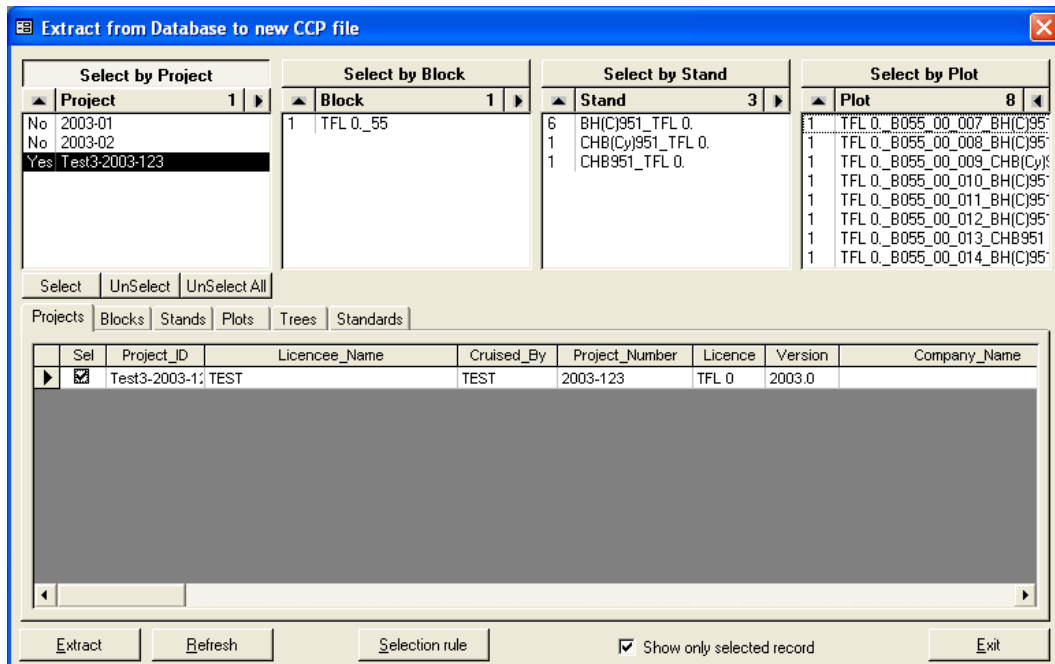 Extract from Database to new CCP file
Select by Project
Select by Block
Select by Stand
Select by Plot
Project 1
Block 1
Stand 3
Plot 8
No 2003-01
No 2003-02
Yes Test3-2003-123
1 TFL 0._55
6 BH(C)951_TFL 0.
1 CHB(Cy)951_TFL 0.
1 CHB951_TFL 0.
1 TFL 0._B055_00_007_BH(C)95
1 TFL 0._B055_00_008_BH(C)95
1 TFL 0._B055_00_009_CHB(Cy)
1 TFL 0._B055_00_010_BH(C)95
1 TFL 0._B055_00_011_BH(C)95
1 TFL 0._B055_00_012_BH(C)95
1 TFL 0._B055_00_013_CHB951
1 TFL 0._B055_00_014_BH(C)95
Select UnSelect UnSelect All
Projects Blocks Stands Plots Trees Standards
Sel Project_ID Licencee_Name Cruised_By Project_Number Licence Version Company_Name
Test3-2003-12 TEST TEST 2003-123 TFL 0 2003.0
Extract Refresh Selection rule Show only selected record Exit